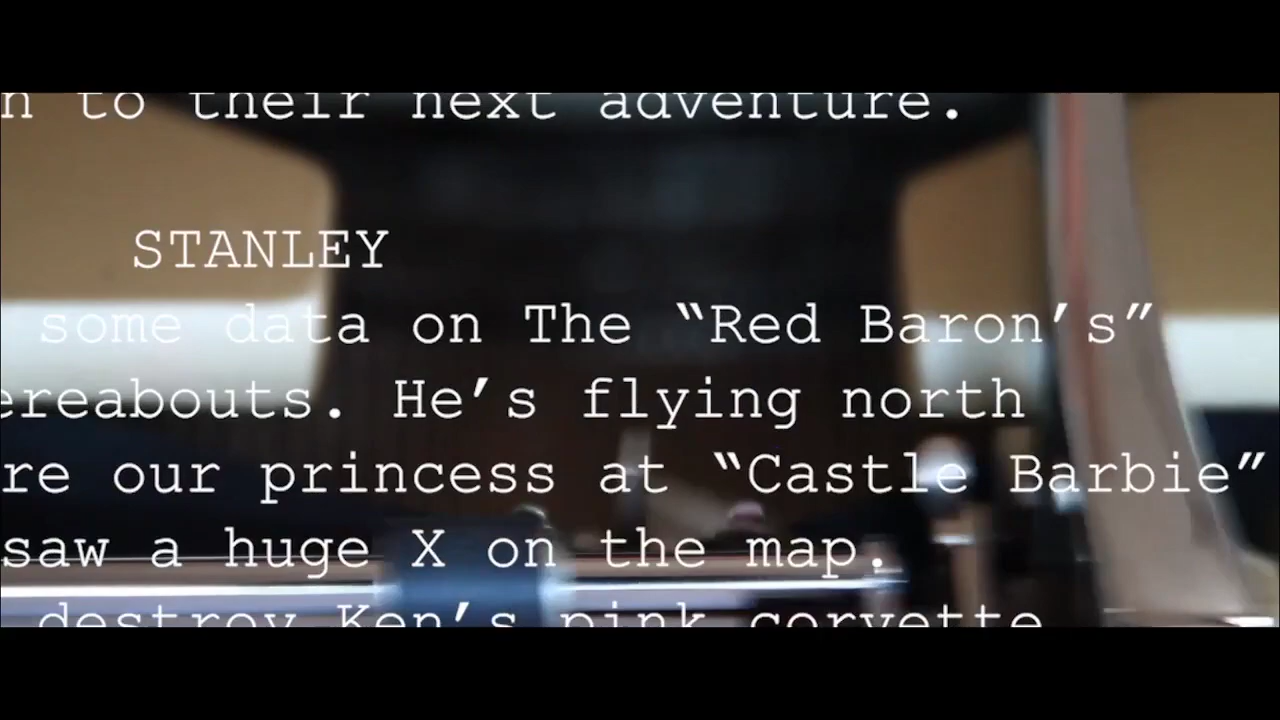 n to their next adventure.
STANLEY
some data on The “Red Baron’s”
ereabouts. He’s flying north
re our princess at “Castle Barbie”
saw a huge X on the map.
destroy Ken’s pink corvette